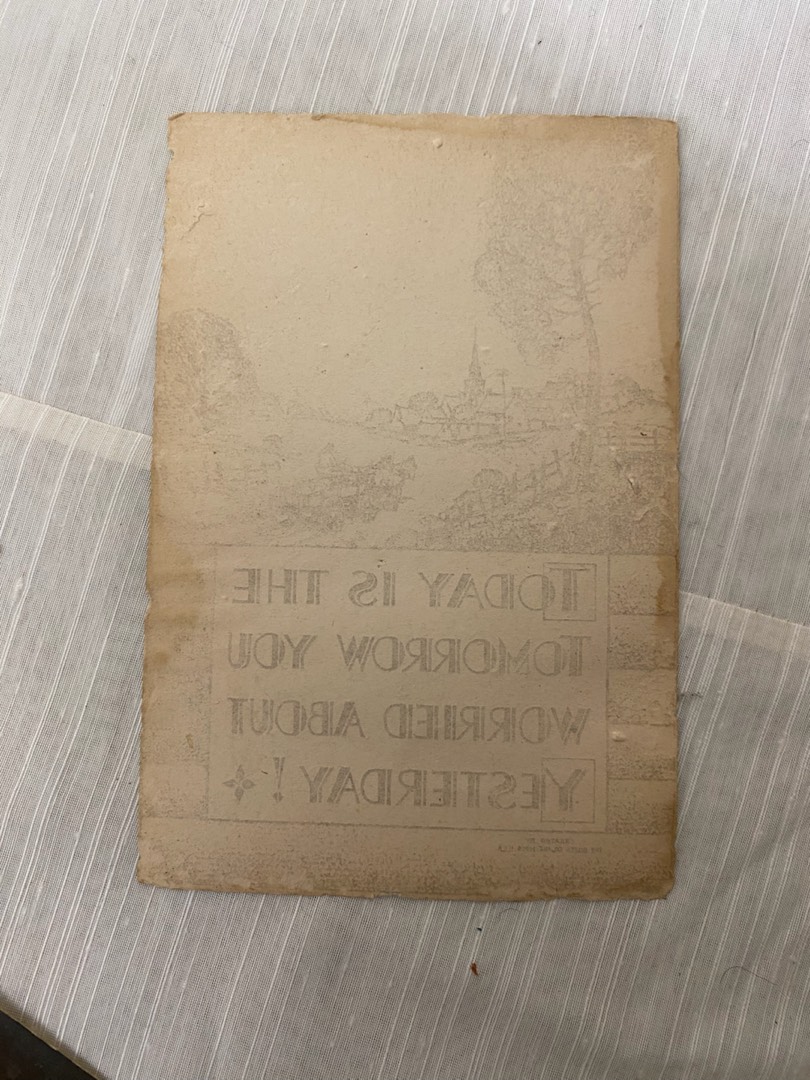 TODAY IS THE
TOMORROW YOU
WORRIED ABOUT
YESTERDAY!